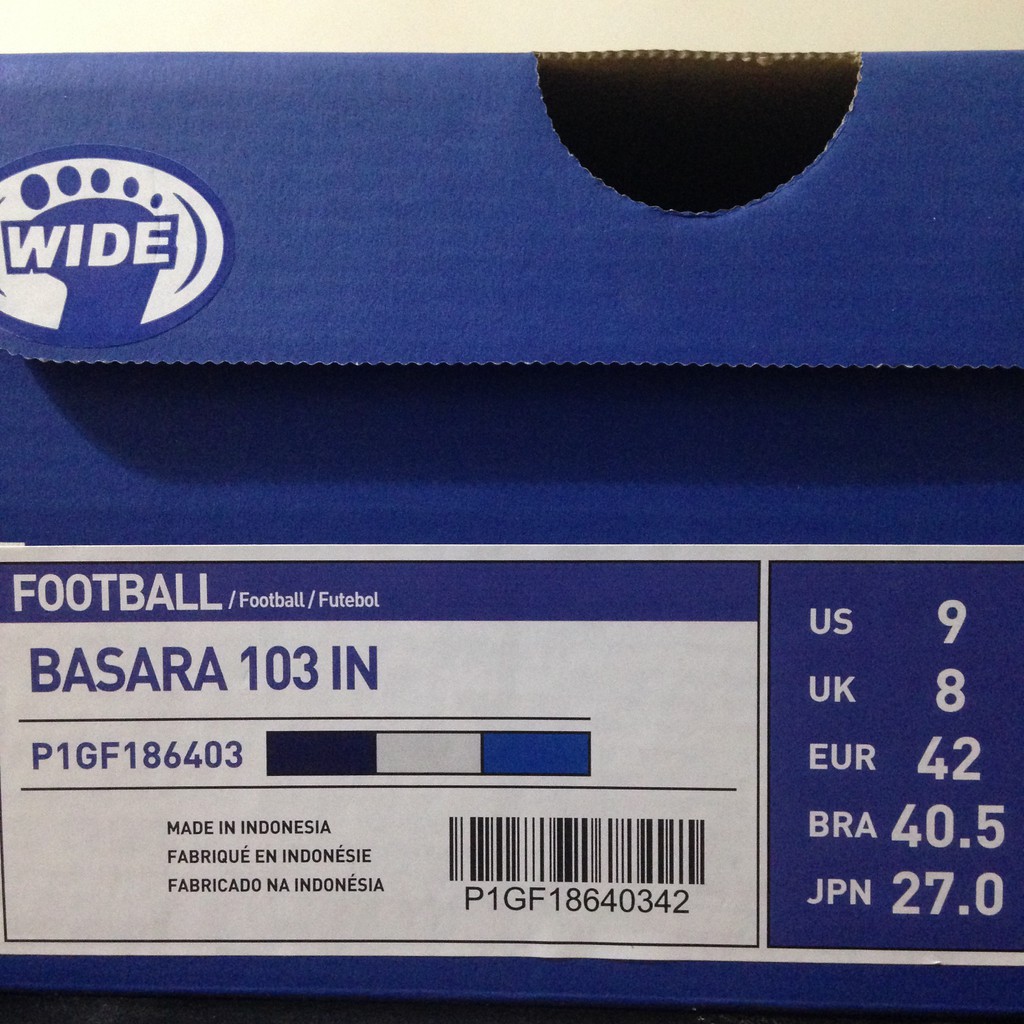 WIDE
FOOTBALL / Football / Futebol
BASARA 103 IN
P1GF186403
MADE IN INDONESIA
FABRIQUÉ EN INDONÉSIE
FABRICADO NA INDONÉSIA
P1GF18640342
US 9
UK 8
EUR 42
BRA 40.5
JPN 27.0